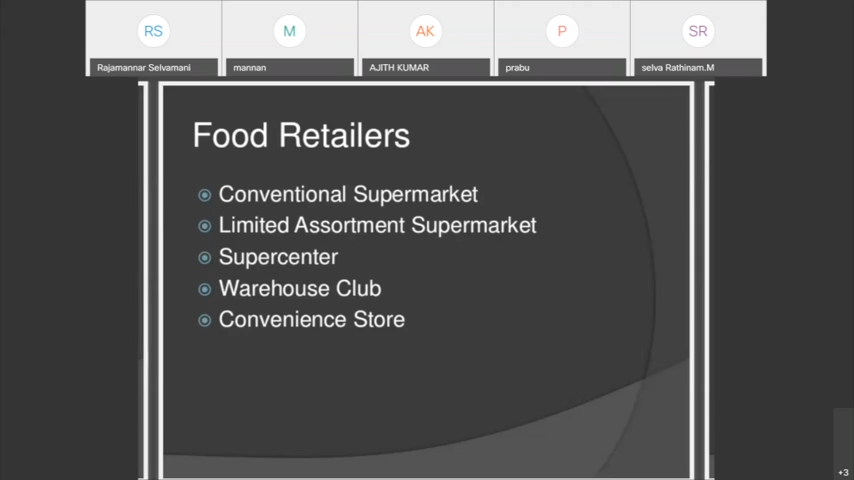 RS
M
AK
P
SR
Rajamannar Selvamani
mannan
AJITH KUMAR
prabu
selva Rathinam.M
Food Retailers
Conventional Supermarket
Limited Assortment Supermarket
Supercenter
Warehouse Club
Convenience Store
+3